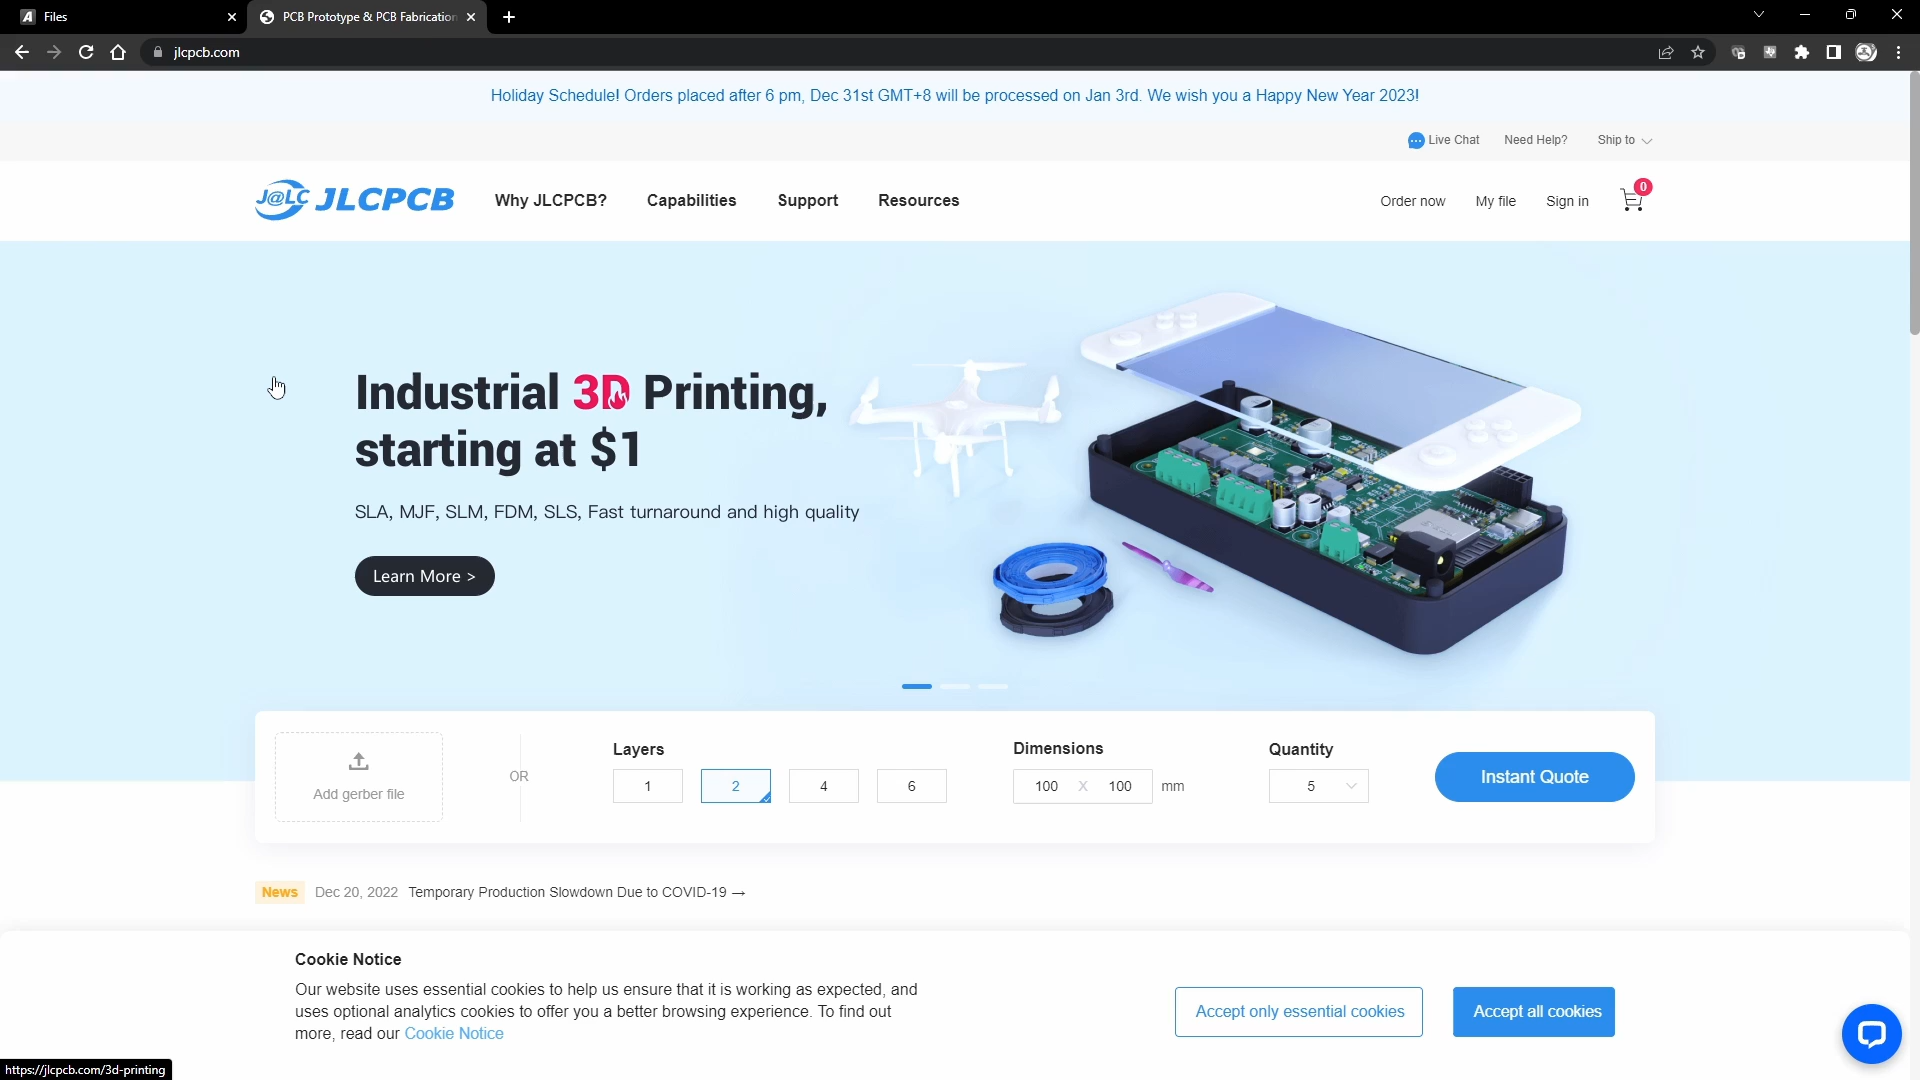 Files
PCB Prototype & PCB Fabrication
jlcpcb.com
Holiday Schedule! Orders placed after 6 pm, Dec 31st GMT+8 will be processed on Jan 3rd. We wish you a Happy New Year 2023!
Live Chat
Need Help?
Ship to
J@LC JLCPCB
Why JLCPCB?
Capabilities
Support
Resources
Order now
My file
Sign in
0
Industrial 3D Printing,
starting at $1
SLA, MJF, SLM, FDM, SLS, Fast turnaround and high quality
Learn More >
Add gerber file
OR
Layers
1
2
4
6
Dimensions
100 X 100 mm
Quantity
5
Instant Quote
News Dec 20, 2022 Temporary Production Slowdown Due to COVID-19 →
Cookie Notice
Our website uses essential cookies to help us ensure that it is working as expected, and
uses optional analytics cookies to offer you a better browsing experience. To find out
more, read our Cookie Notice
Accept only essential cookies
Accept all cookies
https://jlcpcb.com/3d-printing